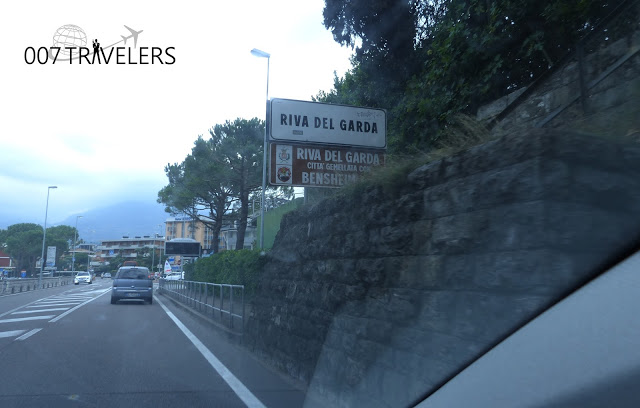 007 TRAVELERS
RIVA DEL GARDA
RIVA DEL GARDA
CITTA' GEMELLATA CON
BENSHEIM